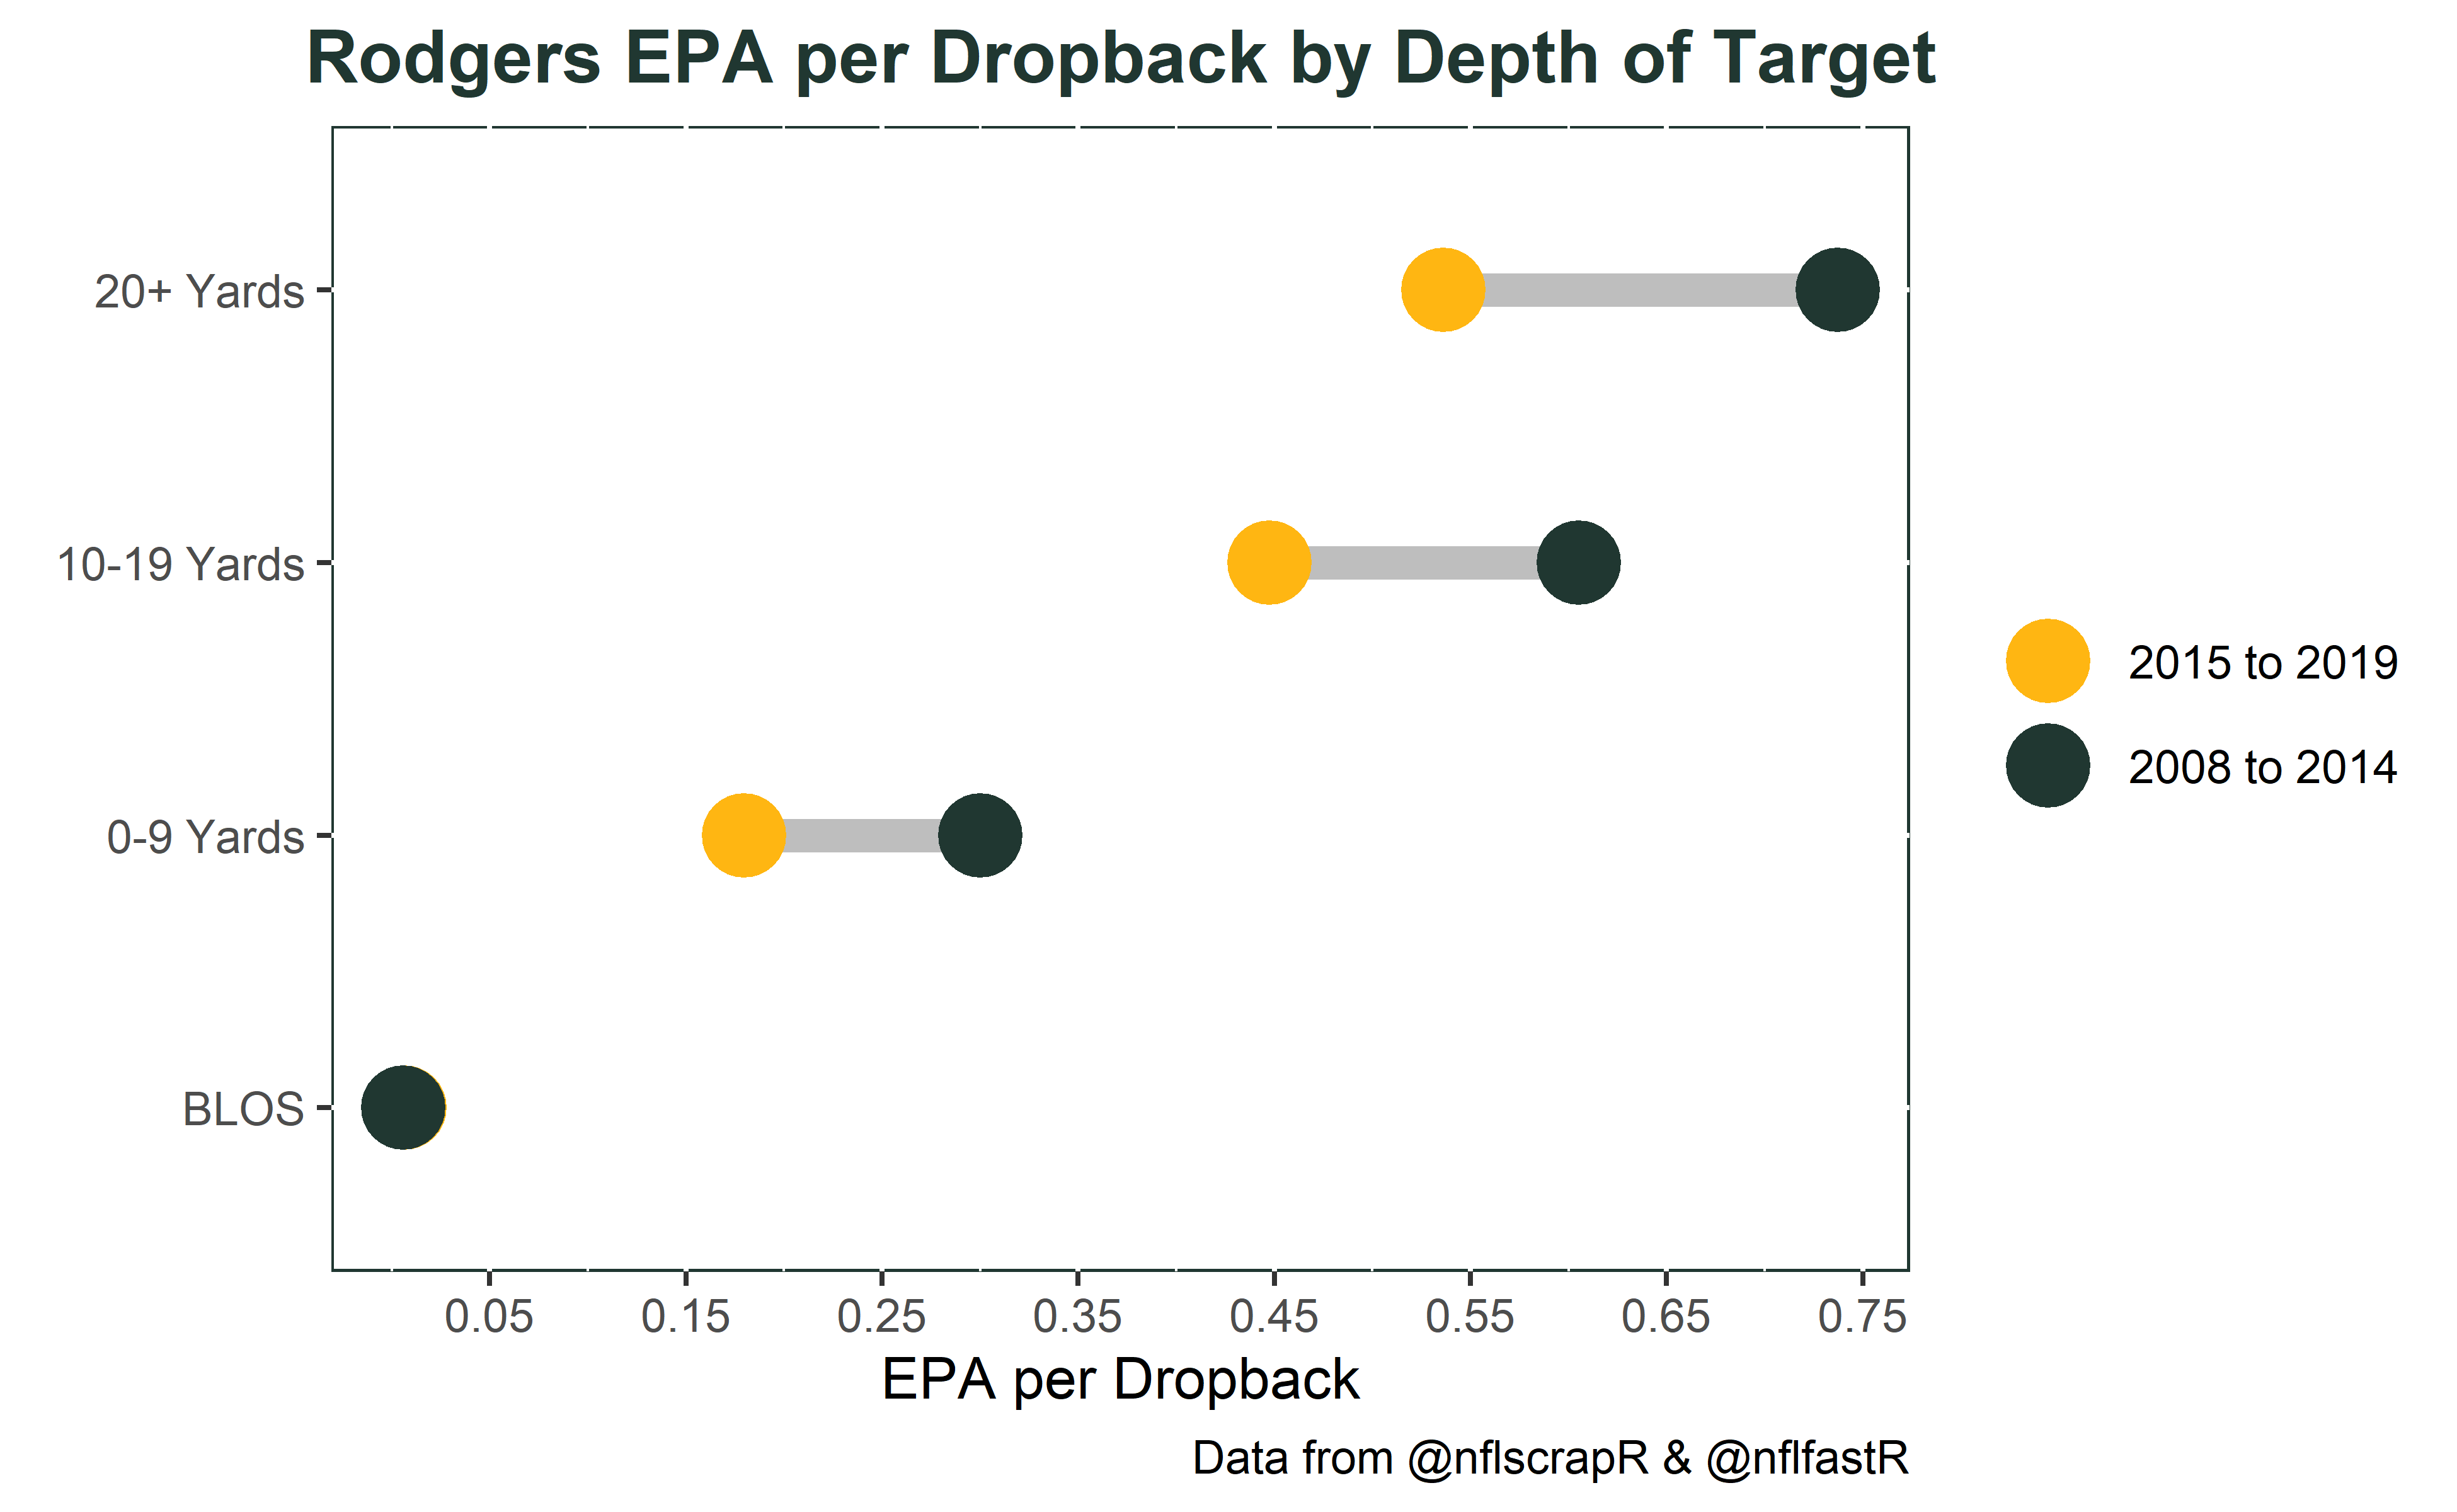 Rodgers EPA per Dropback by Depth of Target
20+ Yards
10-19 Yards
0-9 Yards
BLOS
2015 to 2019
2008 to 2014
0.05 0.15 0.25 0.35 0.45 0.55 0.65 0.75
EPA per Dropback
Data from @nflscrapR & @nflfastR